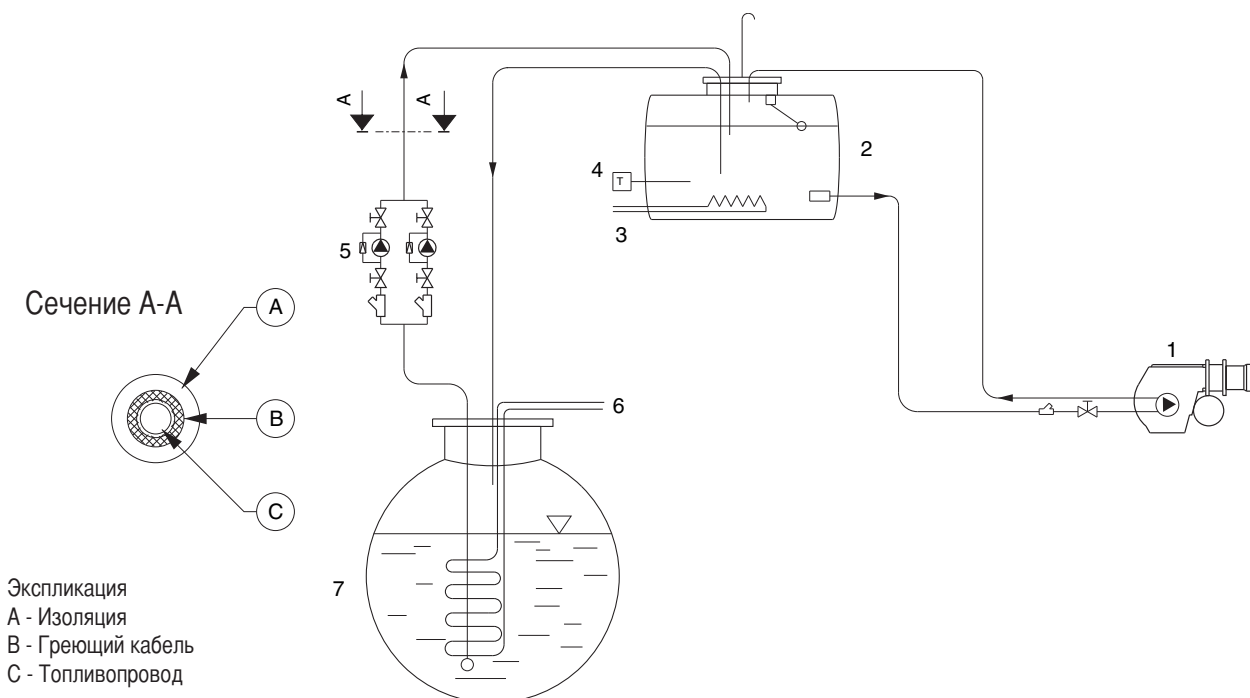 A A
2
4 T
3
5
1
Сечение А-А
A
B
C
6
7
Экспликация
А - Изоляция
В - Греющий кабель
С - Топливопровод